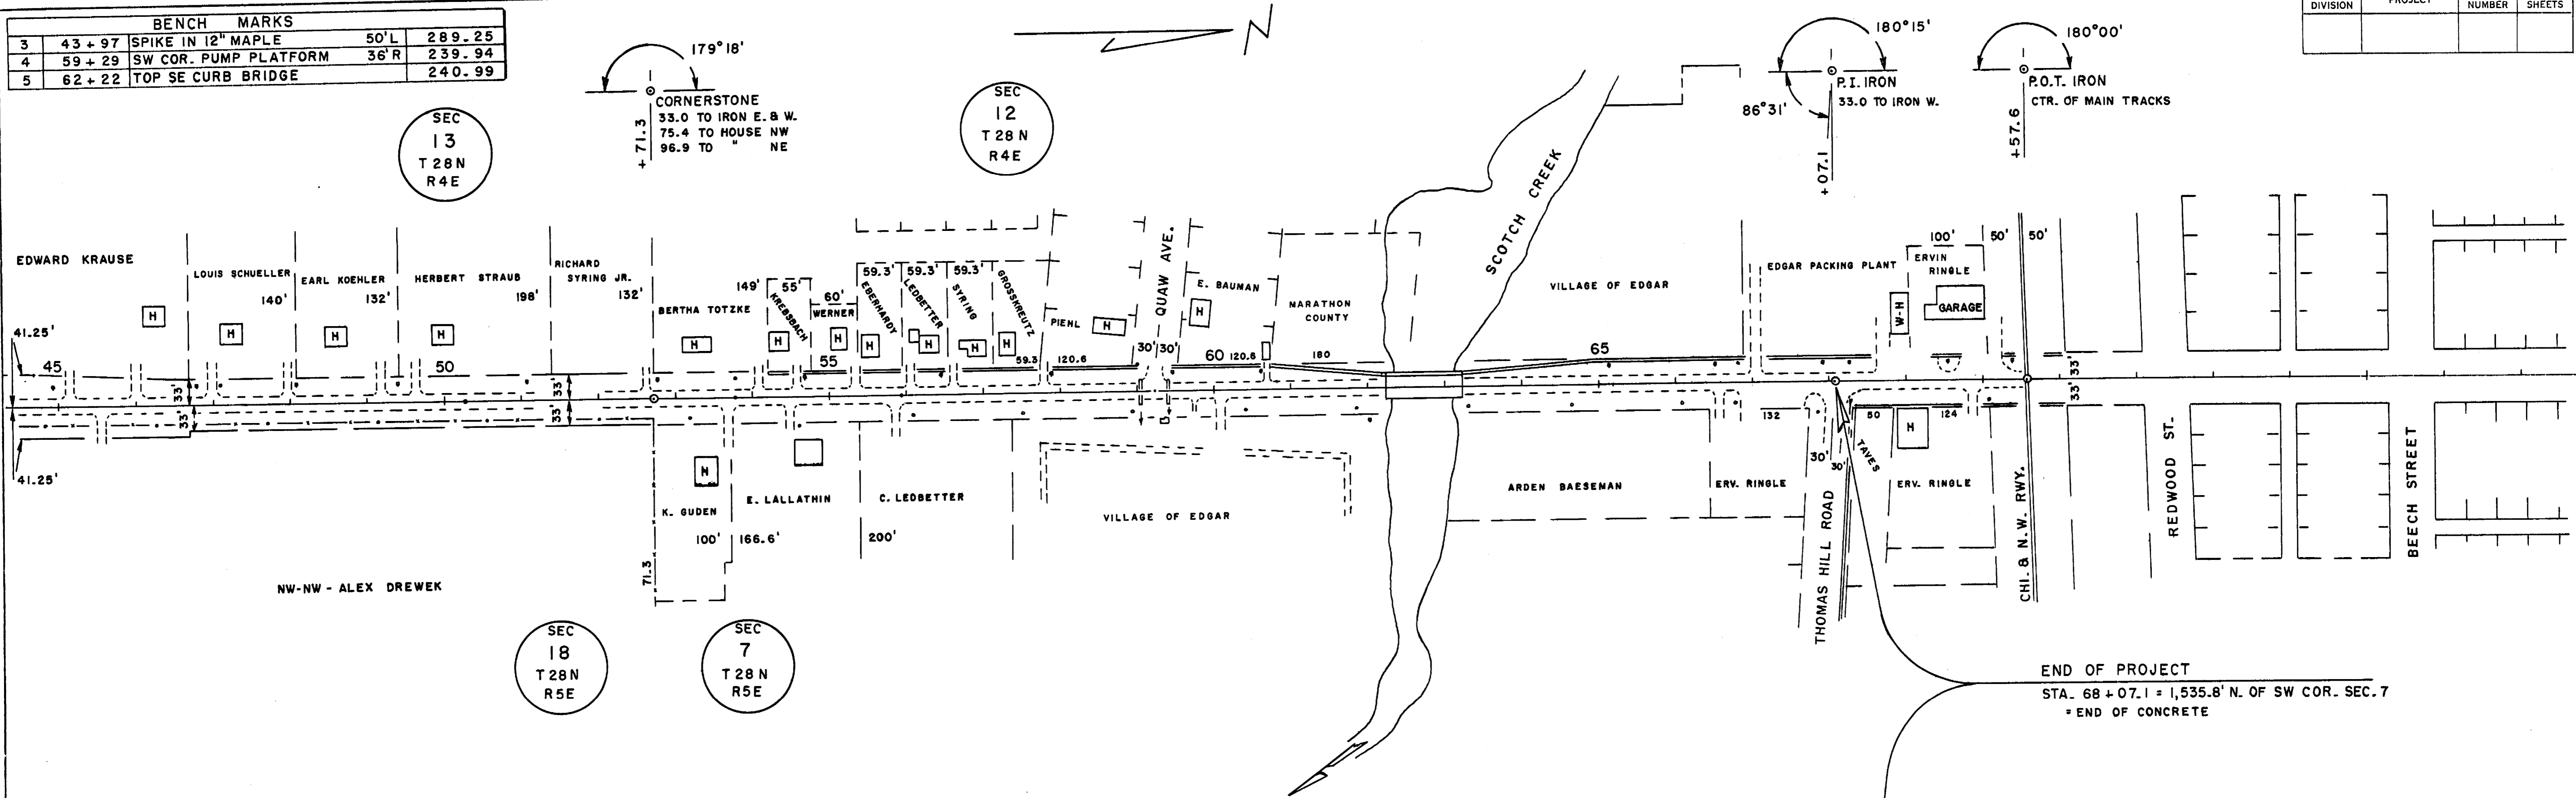 BENCH MARKS
3 43+97 SPIKE IN 12" MAPLE 50'L 289.25
4 59+29 SW COR. PUMP PLATFORM 36'R 239.94
5 62+22 TOP SE CURB BRIDGE 240.99
DIVISION PROJECT NUMBER SHEETS
N
179°18'
CORNERSTONE
33.0 TO IRON E. & W.
75.4 TO HOUSE NW
96.9 TO " NE
+71.3
180°15'
P.I. IRON
33.0 TO IRON W.
86°31'
+07.1
180°00'
P.O.T. IRON
CTR. OF MAIN TRACKS
+57.6
SEC
13
T 28 N
R4E
SEC
12
T 28 N
R4E
SCOTCH CREEK
EDWARD KRAUSE
H
LOUIS SCHUELLER
140'
H
EARL KOEHLER
132'
H
HERBERT STRAUB
198'
H
RICHARD
SYRING JR.
132'
BERTHA TOTZKE
149'
H
55'
KREBSBACH
H
60'
WERNER
H
59.3'
EBERHARDY
H
59.3'
LEDBETTER
H
59.3'
SYRING
H
GROSSKREUTZ
H
59.3
PIEHL
H
120.6
QUAW AVE.
30' 30'
E. BAUMAN
H
120.6
MARATHON
COUNTY
180
VILLAGE OF EDGAR
EDGAR PACKING PLANT
W-H
100'
ERVIN
RINGLE
GARAGE
50' 50'
41.25'
41.25'
45
50
55
60
65
33'
33'
33'
33'
33'
33'
NW-NW - ALEX DREWEK
71.3
H
K. GUDEN
100'
E. LALLATHIN
166.6'
C. LEDBETTER
200'
VILLAGE OF EDGAR
ARDEN BAESEMAN
ERV. RINGLE
132
30'
30'
TAVES
THOMAS HILL ROAD
50
124
H
ERV. RINGLE
CHI. & N.W. RWY.
REDWOOD ST.
BEECH STREET
SEC
18
T 28 N
R5E
SEC
7
T 28 N
R5E
END OF PROJECT
STA. 68+07.1 = 1,535.8' N. OF SW COR. SEC. 7
= END OF CONCRETE